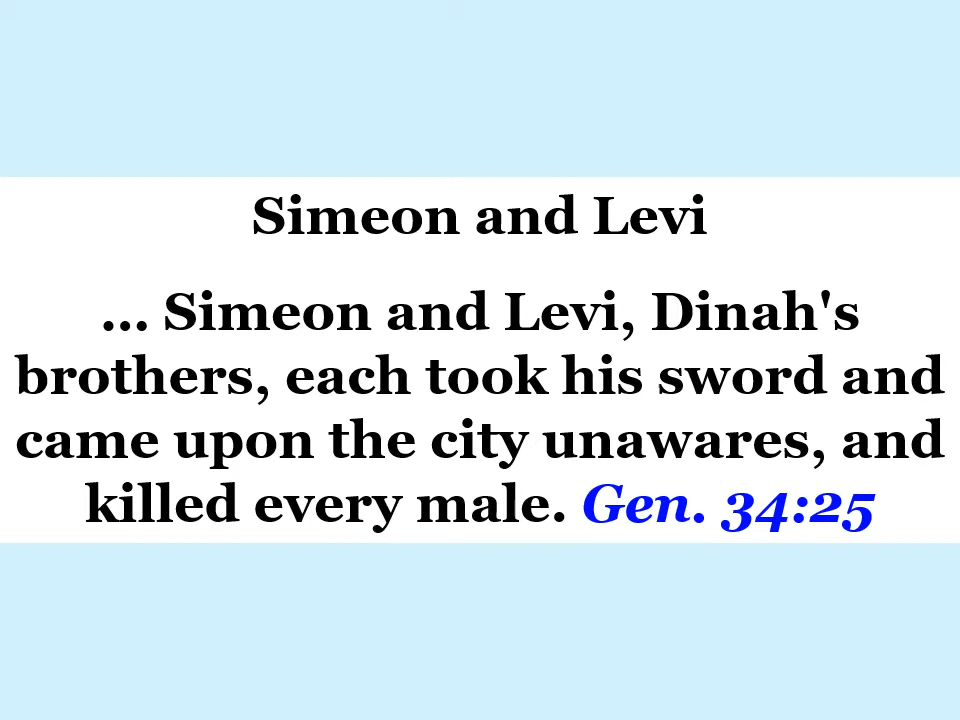 Simeon and Levi
... Simeon and Levi, Dinah's
brothers, each took his sword and
came upon the city unawares, and
killed every male. Gen. 34:25